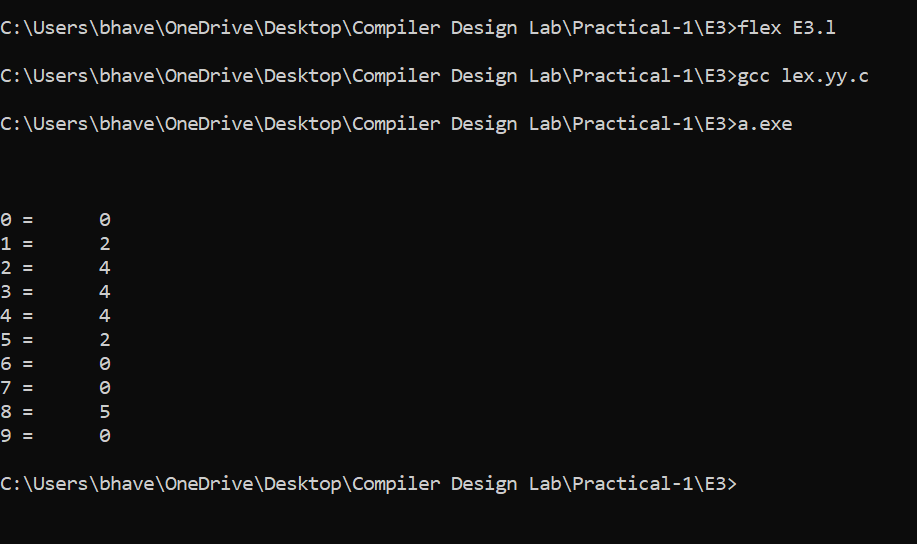 C:\Users\bhave\OneDrive\Desktop\Compiler Design Lab\Practical-1\E3>flex E3.l
C:\Users\bhave\OneDrive\Desktop\Compiler Design Lab\Practical-1\E3>gcc lex.yy.c
C:\Users\bhave\OneDrive\Desktop\Compiler Design Lab\Practical-1\E3>a.exe
0 =      0
1 =      2
2 =      4
3 =      4
4 =      4
5 =      2
6 =      0
7 =      0
8 =      5
9 =      0
C:\Users\bhave\OneDrive\Desktop\Compiler Design Lab\Practical-1\E3>